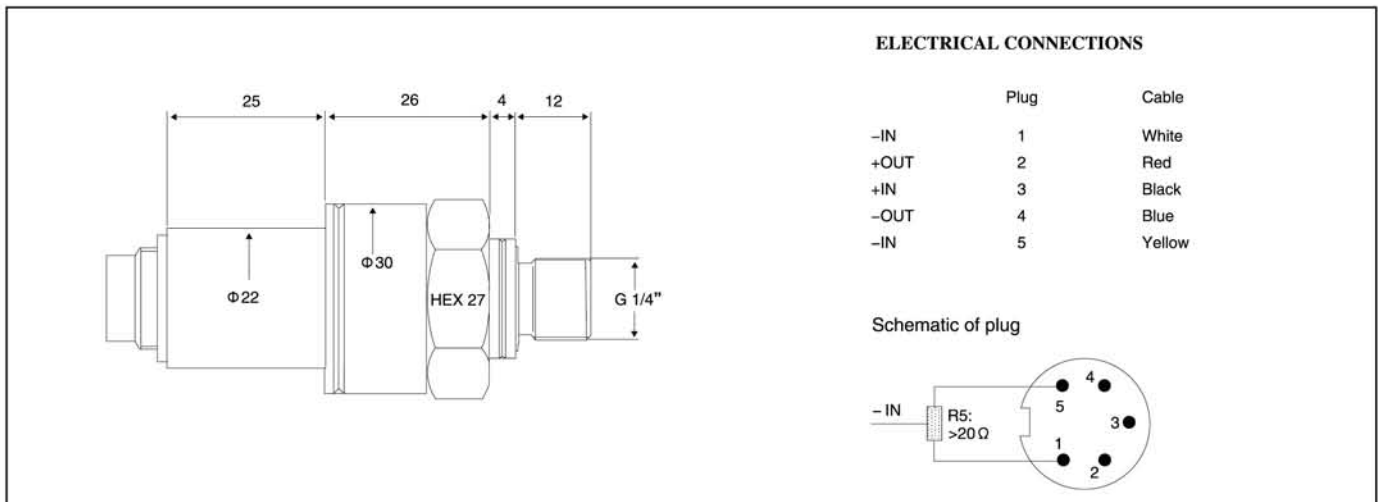 ELECTRICAL CONNECTIONS
25 26 4 12
Φ22
Φ30
HEX 27
G 1/4"
Plug Cable
–IN 1 White
+OUT 2 Red
+IN 3 Black
–OUT 4 Blue
–IN 5 Yellow
Schematic of plug
– IN
R5:
>20Ω
4
5
3
1
2